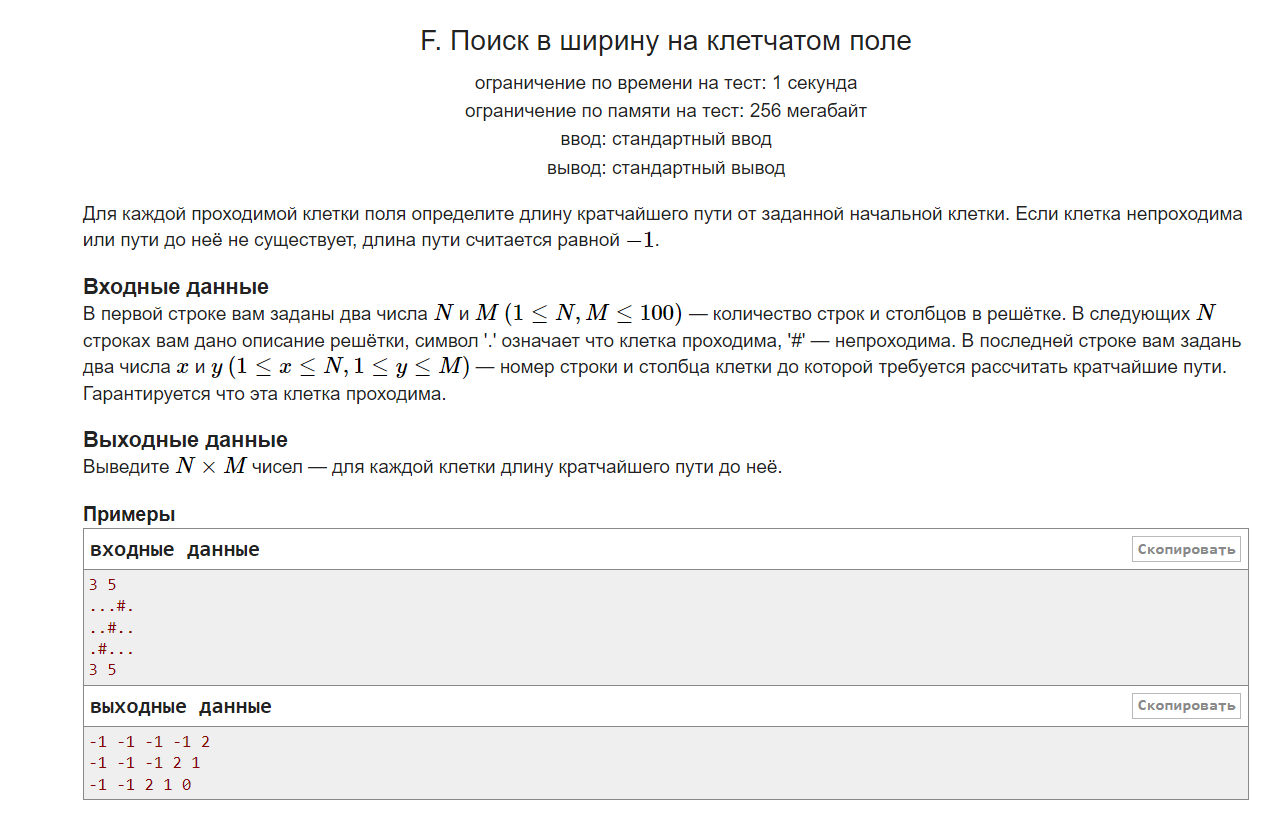 F. Поиск в ширину на клетчатом поле
ограничение по времени на тест: 1 секунда
ограничение по памяти на тест: 256 мегабайт
ввод: стандартный ввод
вывод: стандартный вывод
Для каждой проходимой клетки поля определите длину кратчайшего пути от заданной начальной клетки. Если клетка непроходима
или пути до неё не существует, длина пути считается равной −1.
Входные данные
В первой строке вам заданы два числа N и M (1 ≤ N, M ≤ 100) — количество строк и столбцов в решётке. В следующих N
строках вам дано описание решётки, символ '.' означает что клетка проходима, '#' — непроходима. В последней строке вам задань
два числа x и y (1 ≤ x ≤ N, 1 ≤ y ≤ M) — номер строки и столбца клетки до которой требуется рассчитать кратчайшие пути.
Гарантируется что эта клетка проходима.
Выходные данные
Выведите N × M чисел — для каждой клетки длину кратчайшего пути до неё.
Примеры
входные данные Скопировать
3 5
...#.
..#..
.#...
3 5
выходные данные Скопировать
-1 -1 -1 -1 2
-1 -1 -1 2 1
-1 -1 2 1 0